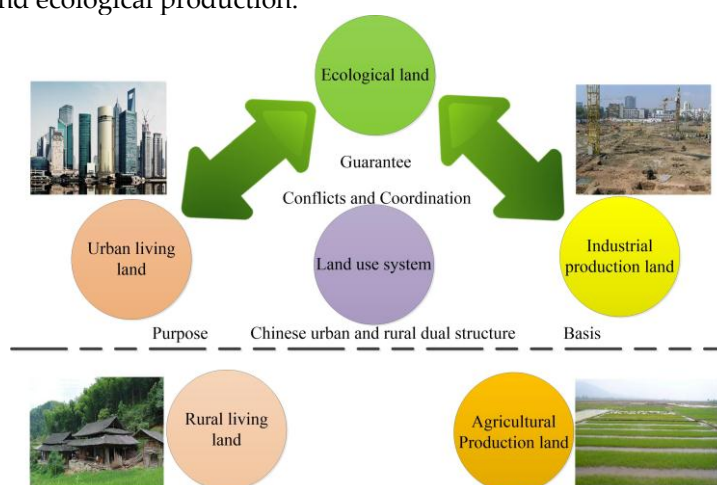 nd ecological production.
Ecological land
Guarantee
Conflicts and Coordination
Urban living
land
Land use system
Industrial
production land
Purpose
Chinese urban and rural dual structure
Basis
Rural living
land
Agricultural
Production land